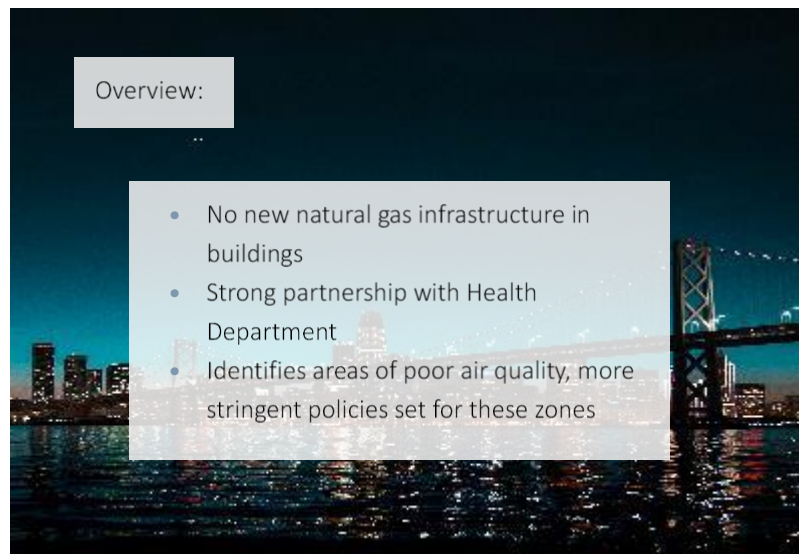 Overview:
• No new natural gas infrastructure in
buildings
• Strong partnership with Health
Department
• Identifies areas of poor air quality, more
stringent policies set for these zones